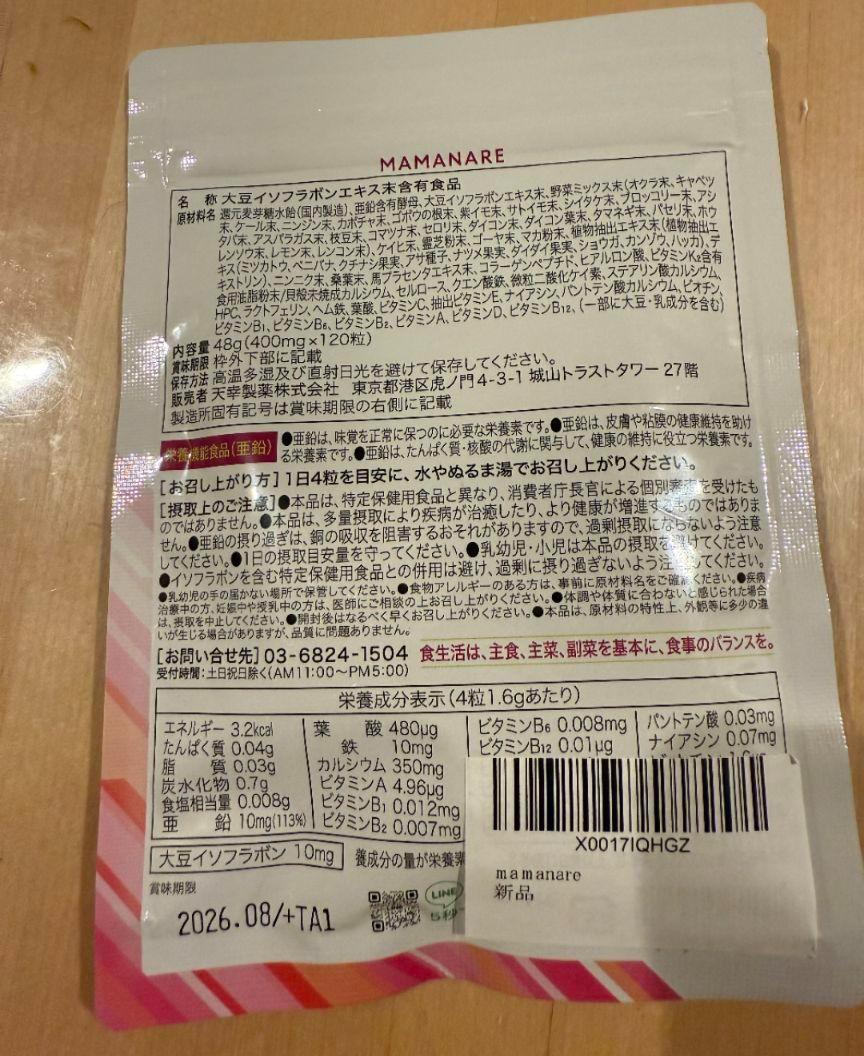 MAMANARE
名 称 大豆イソフラボンエキス末含有食品
原材料名 還元麦芽糖水飴(国内製造)、亜鉛含有酵母、大豆イソフラボンエキス末、野菜ミックス末(オクラ末、キャベツ
末、ケール末、ニンジン末、カボチャ末、ゴボウの根末、紫イモ末、サトイモ末、シイタケ末、ブロッコリー末、アシ
タバ末、アスパラガス末、枝豆末、コマツナ末、セロリ末、ダイコン末、ダイコン葉末、タマネギ末、パセリ末、ホウ
レンソウ末、レモン末、レンコン末)、ケイヒ末、霊芝粉末、ゴーヤ末、マカ粉末、植物抽出エキス末(植物抽出エ
キス(ミツカトウ、ベニバナ、クチナシ果実、アサ種子、ナツメ果実、ダイダイ果実、ショウガ、カンゾウ、ハッカ)、デ
キストリン)、ニンニク末、桑葉末、馬プラセンタエキス末、コラーゲンペプチド、ヒアルロン酸、ビタミンK₂含有
食用油脂粉末/貝殻未焼成カルシウム、セルロース、クエン酸鉄、微粒二酸化ケイ素、ステアリン酸カルシウム、
HPC、ラクトフェリン、ヘム鉄、葉酸、ビタミンC、抽出ビタミンE、ナイアシン、パントテン酸カルシウム、ビオチン、
ビタミンB₁、ビタミンB₆、ビタミンB₂、ビタミンA、ビタミンD、ビタミンB₁₂、(一部に大豆・乳成分を含む)
内容量 48g(400mg×120粒)
賞味期限 枠外下部に記載
保存方法 高温多湿及び直射日光を避けて保存してください。
販売者 天幸製薬株式会社 東京都港区虎ノ門4-3-1 城山トラストタワー 27階
製造所固有記号は賞味期限の右側に記載
栄養機能食品(亜鉛) ●亜鉛は、味覚を正常に保つのに必要な栄養素です。●亜鉛は、皮膚や粘膜の健康維持を助け
る栄養素です。●亜鉛は、たんぱく質・核酸の代謝に関与して、健康の維持に役立つ栄養素です。
[お召し上がり方] 1日4粒を目安に、水やぬるま湯でお召し上がりください。
[摂取上のご注意]●本品は、特定保健用食品と異なり、消費者庁長官による個別審査を受けたも
のではありません。●本品は、多量摂取により疾病が治癒したり、より健康が増進するものではありま
せん。●亜鉛の摂り過ぎは、銅の吸収を阻害するおそれがありますので、過剰摂取にならないよう注意
してください。●1日の摂取目安量を守ってください。●乳幼児・小児は本品の摂取を避けてください。
●イソフラボンを含む特定保健用食品との併用は避け、過剰に摂り過ぎないよう注意してください。
●乳幼児の手の届かない場所で保管してください。●食物アレルギーのある方は、事前に原材料名をご確認ください。●疾病
治療中の方、妊娠中や授乳中の方は、医師にご相談の上お召し上がりください。●体調や体質に合わないと感じられた場合
は、摂取を中止してください。●開封後はなるべく早くお召し上がりください。●本品は、原材料の特性上、外観等に多少の違
いが生じる場合がありますが、品質に問題ありません。
[お問い合せ先] 03-6824-1504 食生活は、主食、主菜、副菜を基本に、食事のバランスを。
受付時間:土日祝日除く(AM11:00〜PM5:00)
栄養成分表示(4粒1.6gあたり)
エネルギー 3.2kcal
たんぱく質 0.04g
脂 質 0.03g
炭水化物 0.7g
食塩相当量 0.008g
亜 鉛 10mg(113%)
葉 酸 480μg
鉄 10mg
カルシウム 350mg
ビタミンA 4.96μg
ビタミンB₁ 0.012mg
ビタミンB₂ 0.007mg
ビタミンB₆ 0.008mg
ビタミンB₁₂ 0.01μg
パントテン酸 0.03mg
ナイアシン 0.07mg
大豆イソフラボン 10mg
養成分の量が栄養素
賞味期限
2026.08/+TA1
LINE
5秒
X0017IQHGZ
mamanare
新品